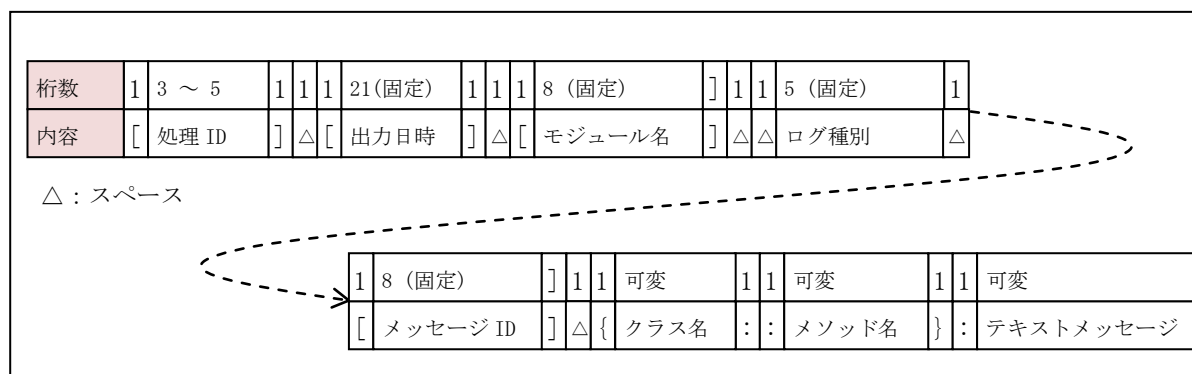 桁数 1 3 ~ 5 1 1 1 21(固定) 1 1 1 8 (固定) ] 1 1 5 (固定) 1
内容 [ 処理 ID ] △ [ 出力日時 ] △ [ モジュール名 ] △ △ ログ種別 △
△：スペース
1 8 (固定) ] 1 1 可変 1 1 可変 1 1 可変
[ メッセージ ID ] △ { クラス名 : : メソッド名 } : テキストメッセージ